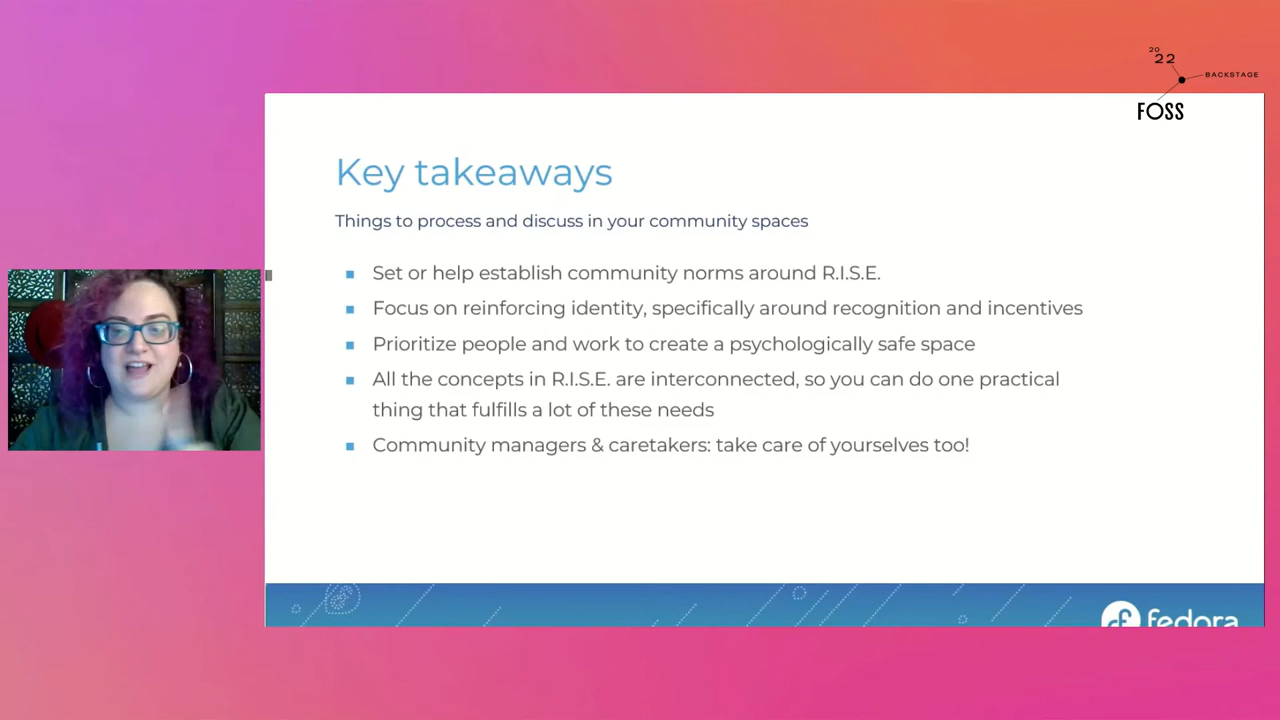 20
22
BACKSTAGE
FOSS
Key takeaways
Things to process and discuss in your community spaces
Set or help establish community norms around R.I.S.E.
Focus on reinforcing identity, specifically around recognition and incentives
Prioritize people and work to create a psychologically safe space
All the concepts in R.I.S.E. are interconnected, so you can do one practical
thing that fulfills a lot of these needs
Community managers & caretakers: take care of yourselves too!
fedora